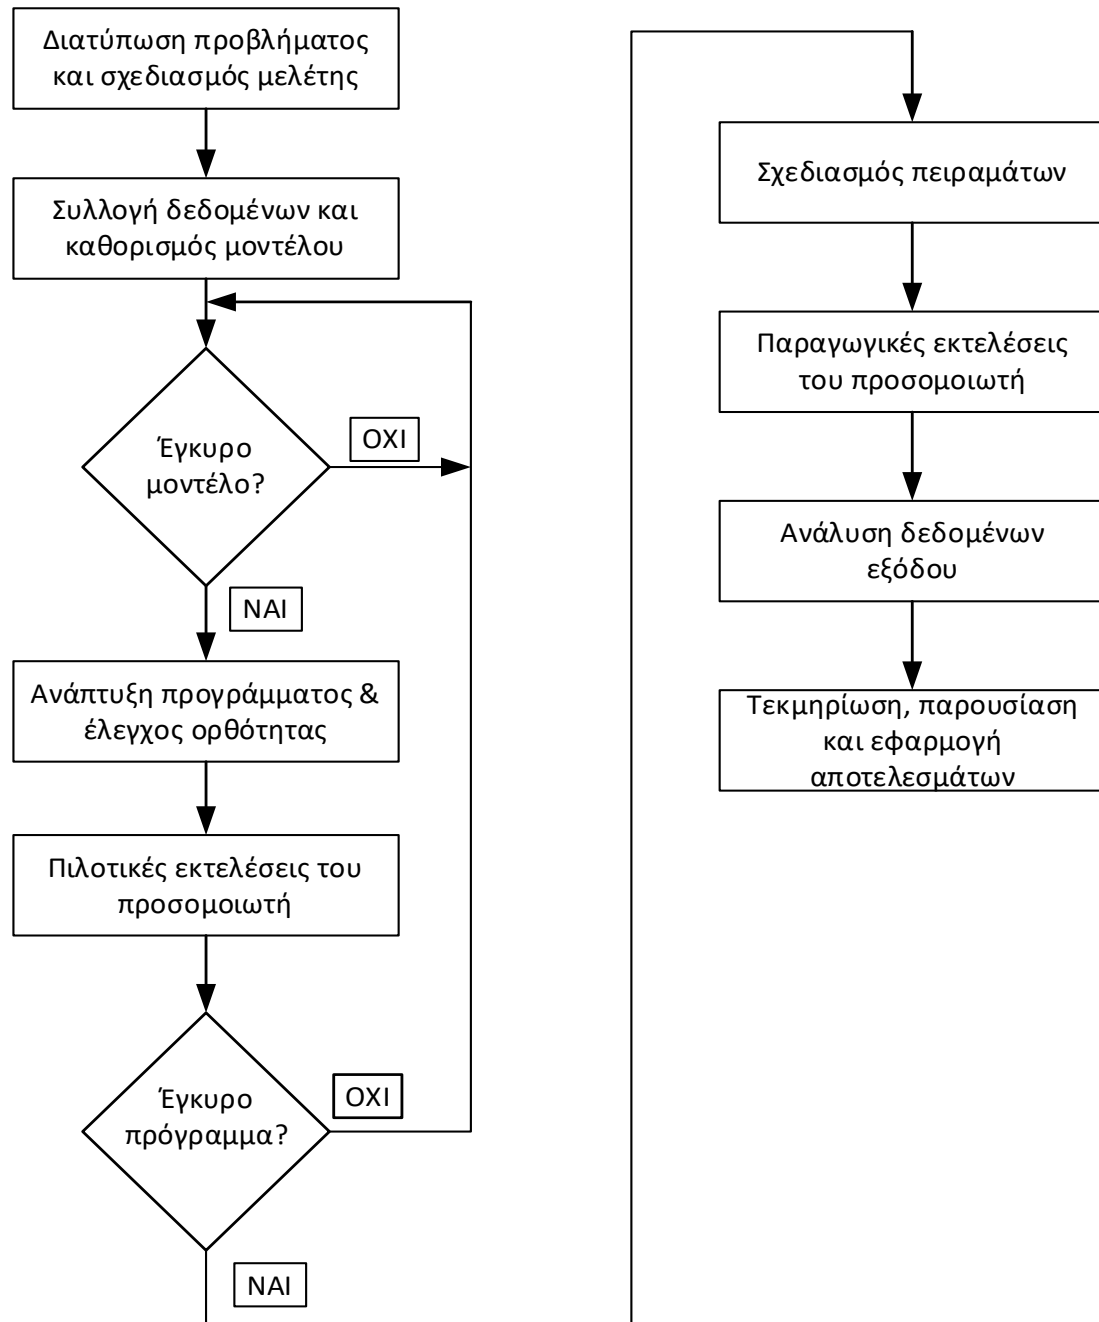 Διατύπωση προβλήματος
και σχεδιασμός μελέτης
Συλλογή δεδομένων και
καθορισμός μοντέλου
Έγκυρο
μοντέλο?
ΟΧΙ
ΝΑΙ
Ανάπτυξη προγράμματος &
έλεγχος ορθότητας
Πιλοτικές εκτελέσεις του
προσομοιωτή
Έγκυρο
πρόγραμμα?
ΟΧΙ
ΝΑΙ
Σχεδιασμός πειραμάτων
Παραγωγικές εκτελέσεις
του προσομοιωτή
Ανάλυση δεδομένων
εξόδου
Τεκμηρίωση, παρουσίαση
και εφαρμογή
αποτελεσμάτων